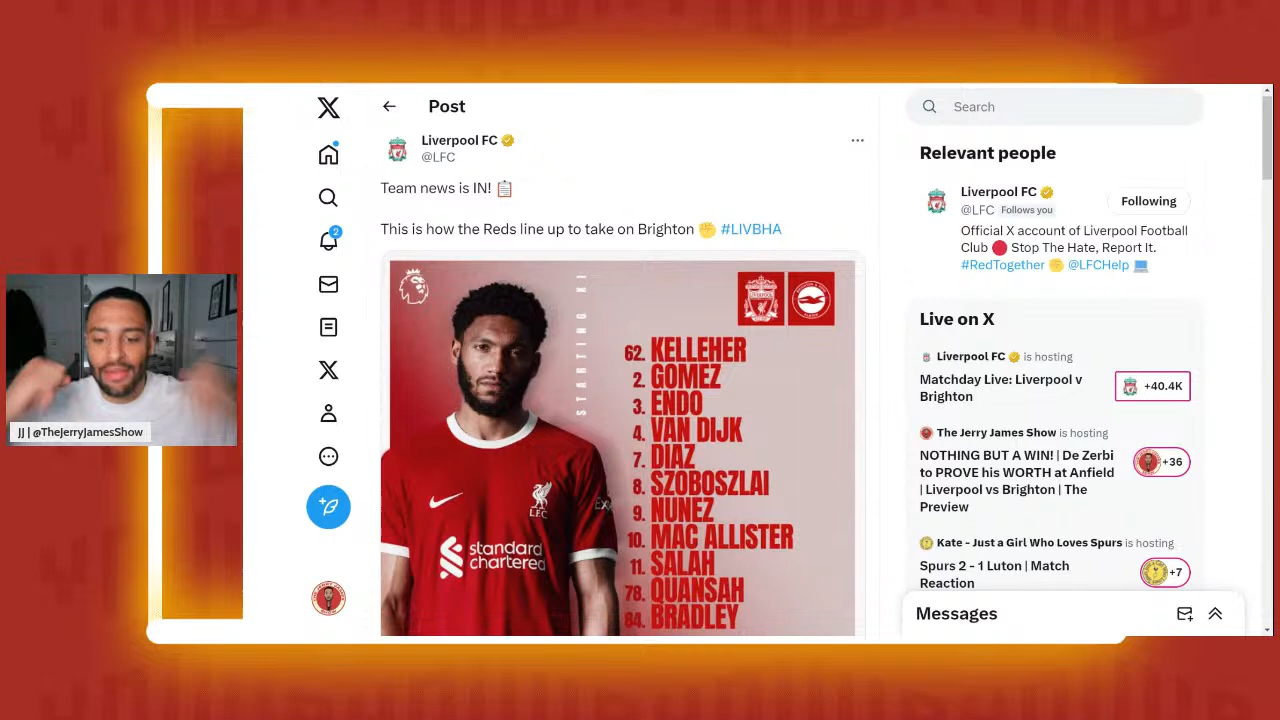 Post
Liverpool FC
@LFC
Team news is IN! 📋
This is how the Reds line up to take on Brighton ✊ #LIVBHA
STARTING XI
62. KELLEHER
2. GOMEZ
3. ENDO
4. VAN DIJK
7. DIAZ
8. SZOBOSZLAI
9. NUNEZ
10. MAC ALLISTER
11. SALAH
78. QUANSAH
84. BRADLEY
LFC
standard
chartered
2
JJ | @TheJerryJamesShow
Search
Relevant people
Liverpool FC
@LFC Follows you
Following
Official X account of Liverpool Football
Club 🔴 Stop The Hate, Report It.
#RedTogether ✊ @LFCHelp 💻
Live on X
Liverpool FC is hosting
Matchday Live: Liverpool v
Brighton
+40.4K
The Jerry James Show is hosting
NOTHING BUT A WIN! | De Zerbi
to PROVE his WORTH at Anfield
| Liverpool vs Brighton | The
Preview
+36
Kate - Just a Girl Who Loves Spurs is hosting
Spurs 2 - 1 Luton | Match
Reaction
+7
Messages